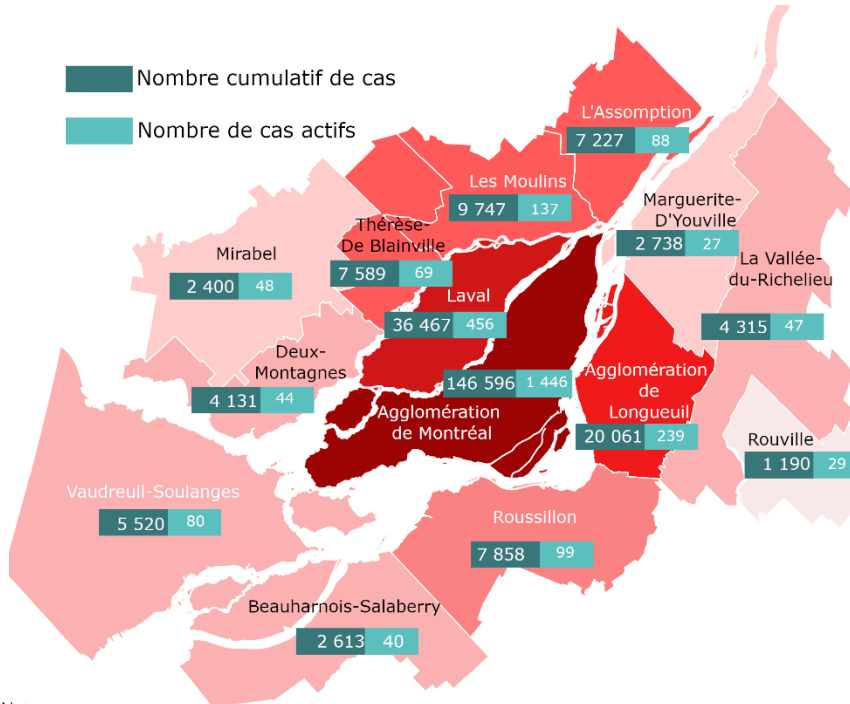 Nombre cumulatif de cas
Nombre de cas actifs
L'Assomption
7 227 88
Les Moulins
9 747 137
Marguerite-
D'Youville
2 738 27
Thérèse-
De Blainville
7 589 69
Mirabel
2 400 48
La Vallée-
du-Richelieu
4 315 47
Laval
36 467 456
Deux-
Montagnes
4 131 44
146 596 1 446
Agglomération
de Montréal
Agglomération
de
Longueuil
20 061 239
Rouville
1 190 29
Vaudreuil-Soulanges
5 520 80
Roussillon
7 858 99
Beauharnois-Salaberry
2 613 40